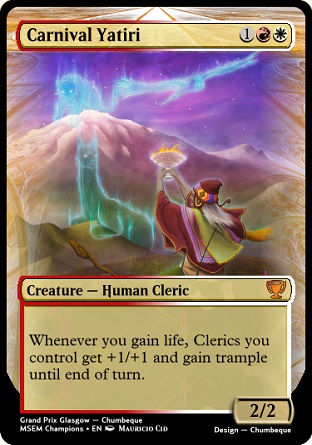 Carnival Yatiri 1
Creature — Human Cleric
Whenever you gain life, Clerics you
control get +1/+1 and gain trample
until end of turn.
2/2
Grand Prix Glasgow — Chumbeque
MSEM Champions • EN Mauricio Cid
Design — Chumbeque